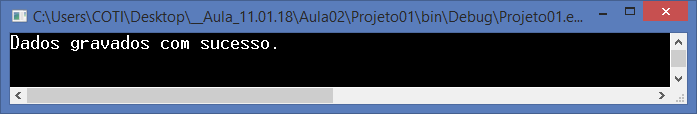 C:\Users\COTI\Desktop\__Aula_11.01.18\Aula02\Projeto01\bin\Debug\Projeto01.e...
Dados gravados com sucesso.